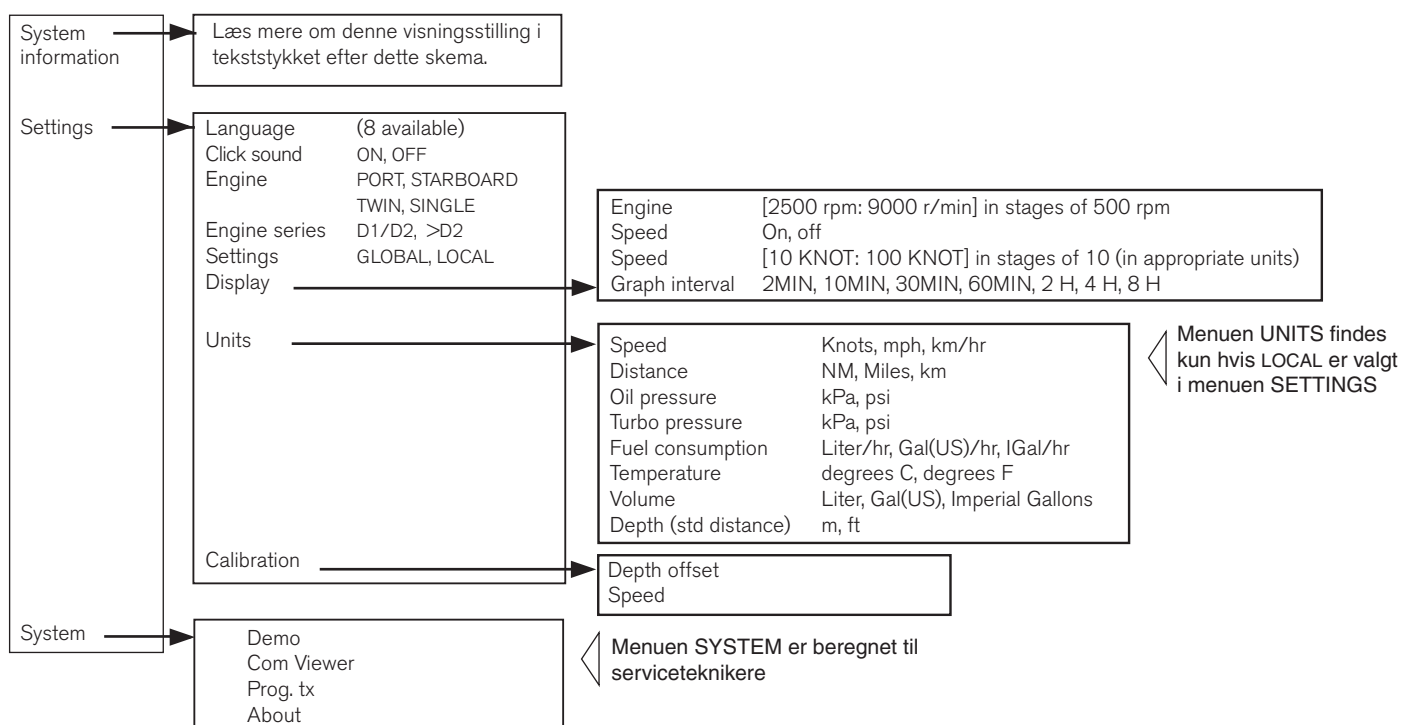 System
information
Læs mere om denne visningsstilling i
tekststykket efter dette skema.
Settings
Language (8 available)
Click sound ON, OFF
Engine PORT, STARBOARD
TWIN, SINGLE
Engine series D1/D2, >D2
Settings GLOBAL, LOCAL
Display
Engine [2500 rpm: 9000 r/min] in stages of 500 rpm
Speed On, off
Speed [10 KNOT: 100 KNOT] in stages of 10 (in appropriate units)
Graph interval 2MIN, 10MIN, 30MIN, 60MIN, 2 H, 4 H, 8 H
Units
Speed Knots, mph, km/hr
Distance NM, Miles, km
Oil pressure kPa, psi
Turbo pressure kPa, psi
Fuel consumption Liter/hr, Gal(US)/hr, IGal/hr
Temperature degrees C, degrees F
Volume Liter, Gal(US), Imperial Gallons
Depth (std distance) m, ft
Menuen UNITS findes
kun hvis LOCAL er valgt
i menuen SETTINGS
Calibration
Depth offset
Speed
System
Demo
Com Viewer
Prog. tx
About
Menuen SYSTEM er beregnet til
serviceteknikere